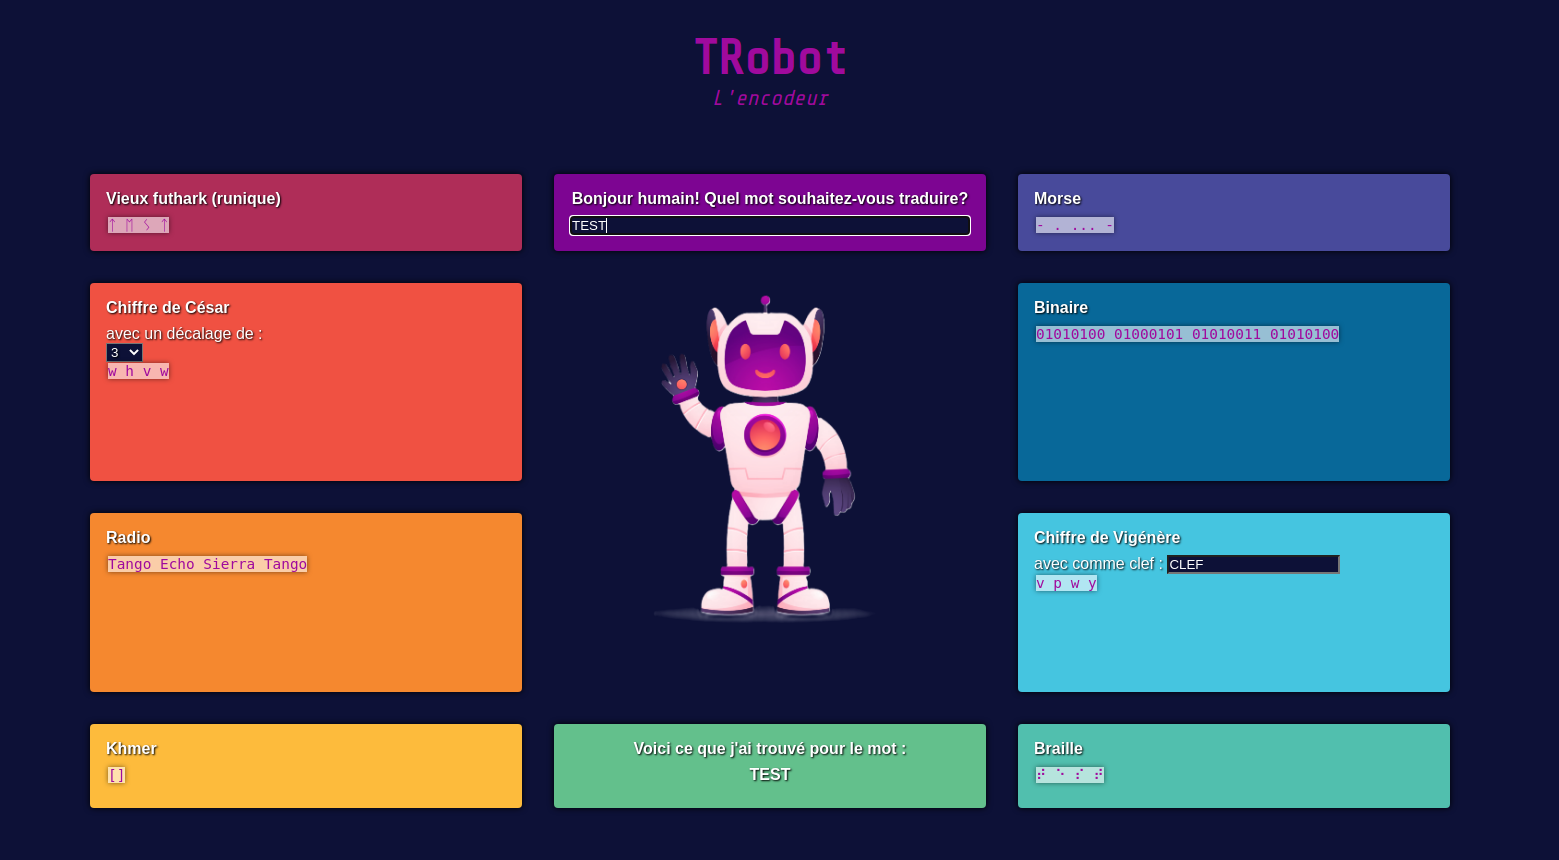 TRobot
L'encodeur
Vieux futhark (runique)
ᛏ ᛖ ᛊ ᛏ
Bonjour humain! Quel mot souhaitez-vous traduire?
TEST
Morse
- . ... -
Chiffre de César
avec un décalage de :
3
w h v w
Binaire
01010100 01000101 01010011 01010100
Radio
Tango Echo Sierra Tango
Chiffre de Vigénère
avec comme clef : CLEF
v p w y
Khmer
[]
Voici ce que j'ai trouvé pour le mot :
TEST
Braille
⠞ ⠑ ⠎ ⠞